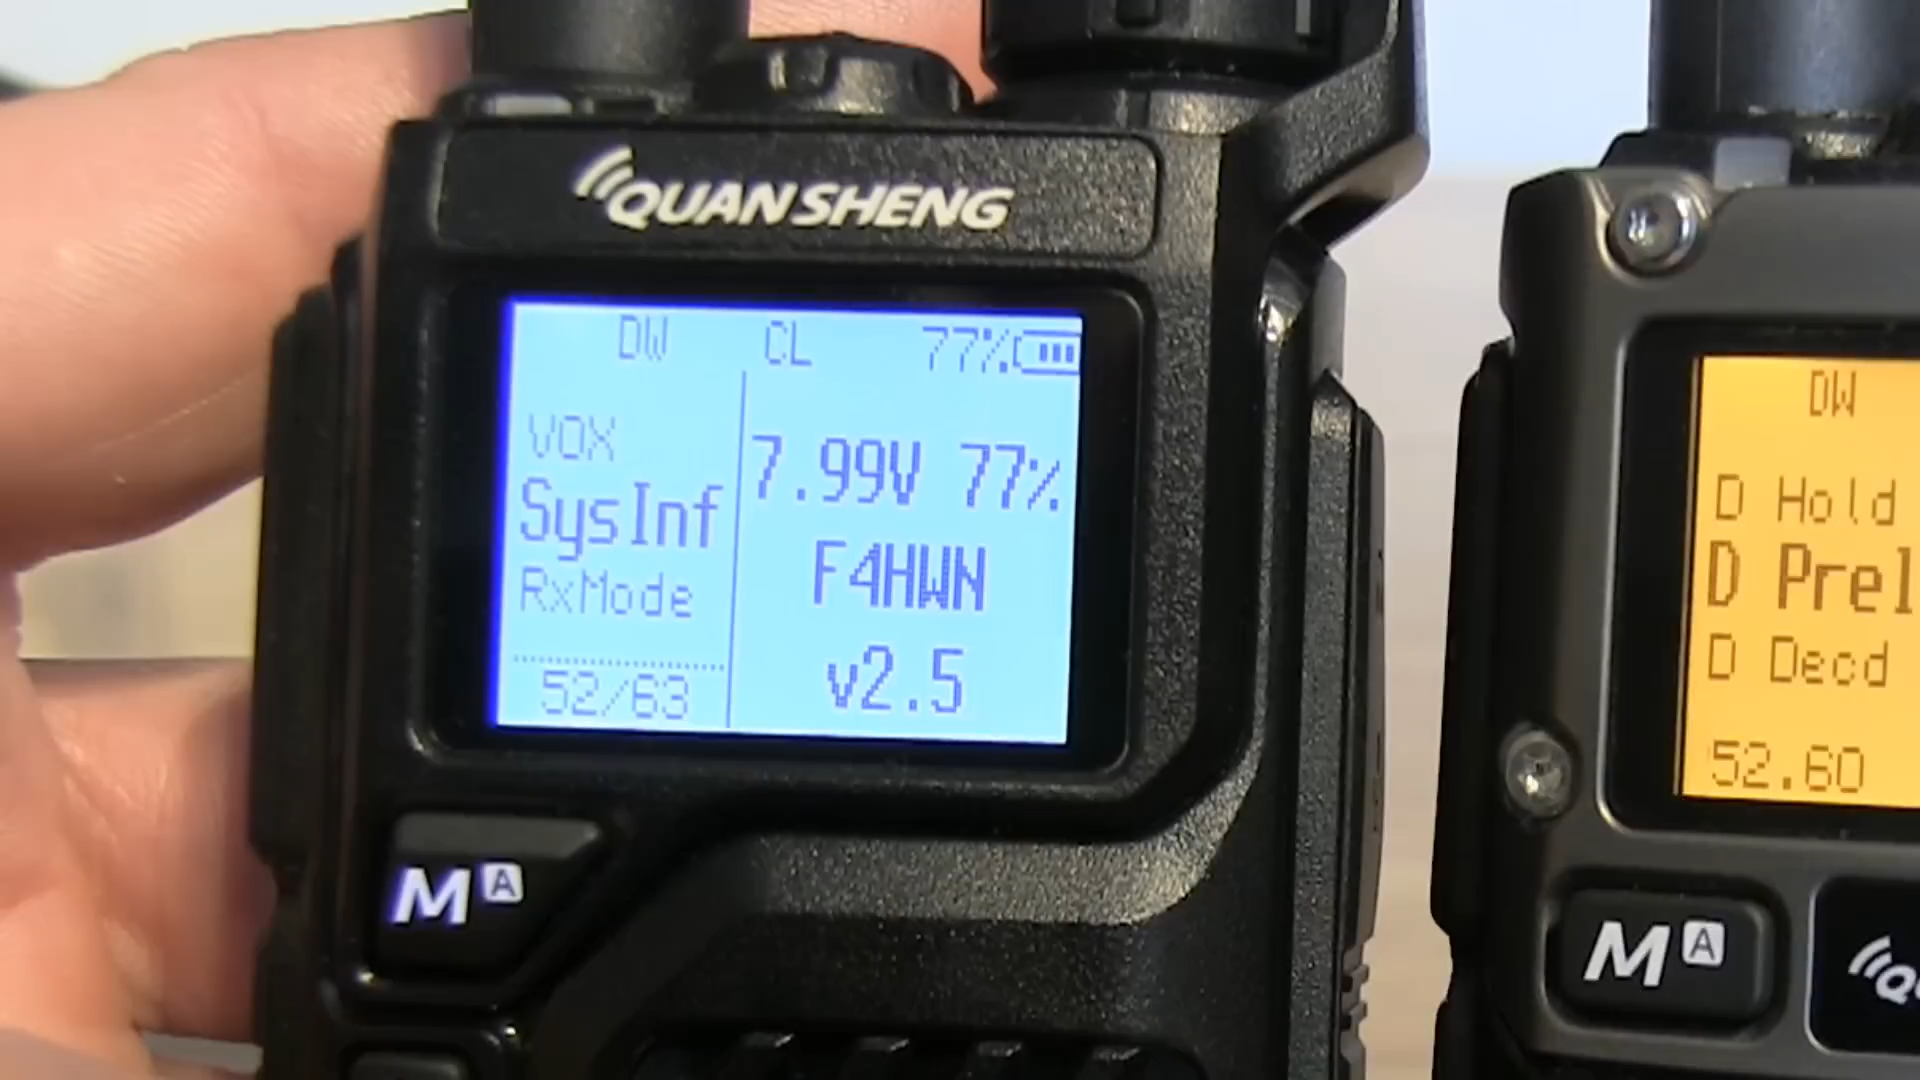 QUANSHENG
DW CL 77%
VOX
SysInf
RxMode
52/63
7.99V 77%
F4HWN
v2.5
M A
DW
D Hold
D Prel
D Decd
52.60
M A